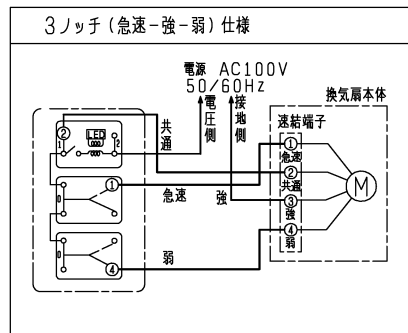 3ノッチ(急速-強-弱)仕様
電源 AC100V
50/60Hz
電圧側
接地側
換気扇本体
速結端子
共通
② LED
1 2
0 ①
急速
強
0 ④
弱
① 急速
② 共通
③ 強
④ 弱
M